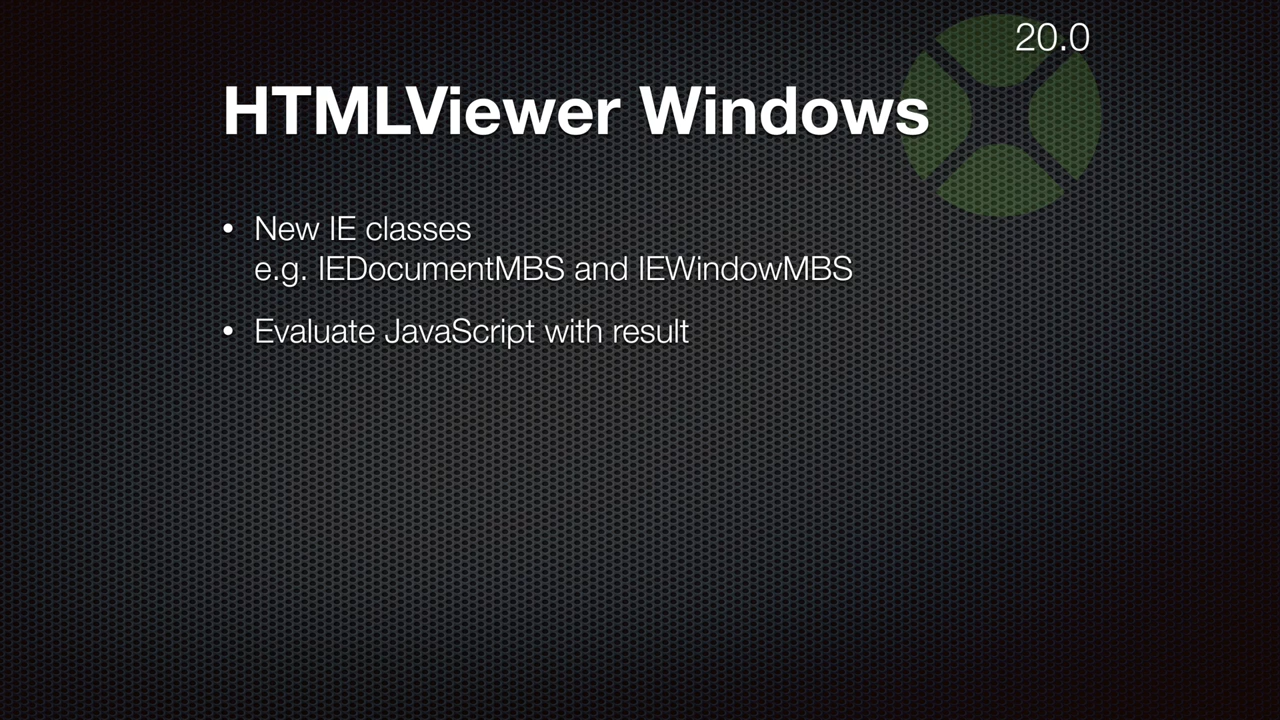 20.0
HTMLViewer Windows
• New IE classes
e.g. IEDocumentMBS and IEWindowMBS
• Evaluate JavaScript with result